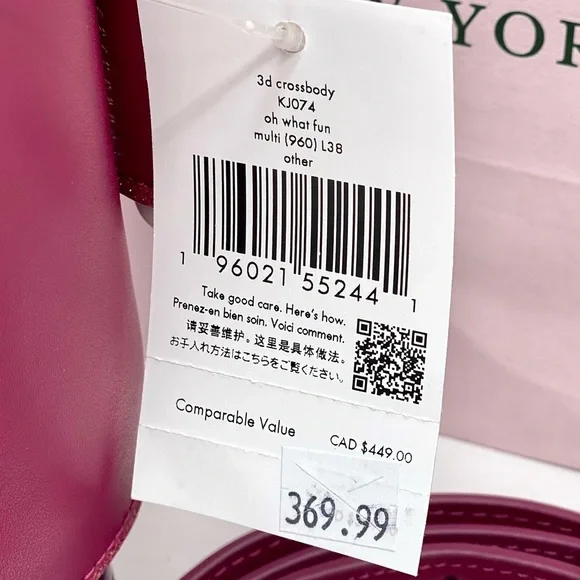 YOR
3d crossbody
KJ074
oh what fun
multi (960) L38
other
1 96021 55244 1
Take good care. Here's how.
Prenez-en bien soin. Voici comment.
请妥善维护。这里是具体做法。
お手入れ方法はこちらをご覧ください。
Comparable Value
CAD $449.00
369.99